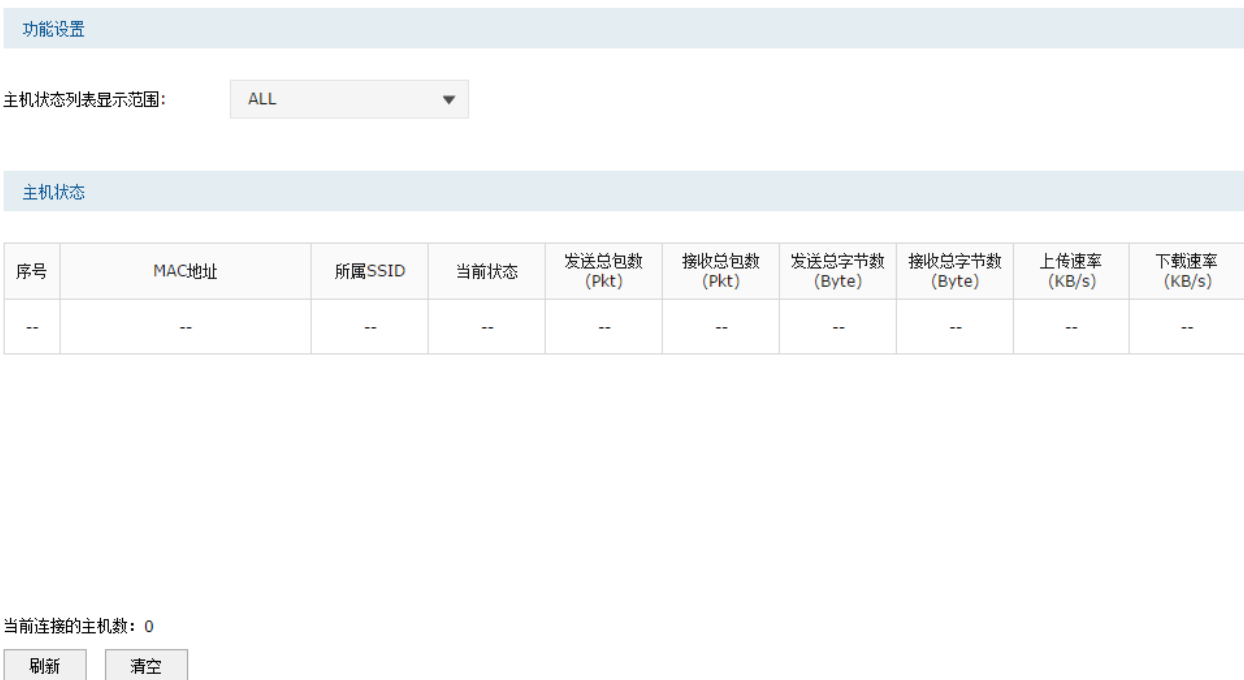 功能设置
主机状态列表显示范围: ALL
主机状态
序号 MAC地址 所属SSID 当前状态 发送总包数 (Pkt) 接收总包数 (Pkt) 发送总字节数 (Byte) 接收总字节数 (Byte) 上传速率 (KB/s) 下载速率 (KB/s)
-- -- -- -- -- -- -- -- -- --
当前连接的主机数: 0
刷新 清空